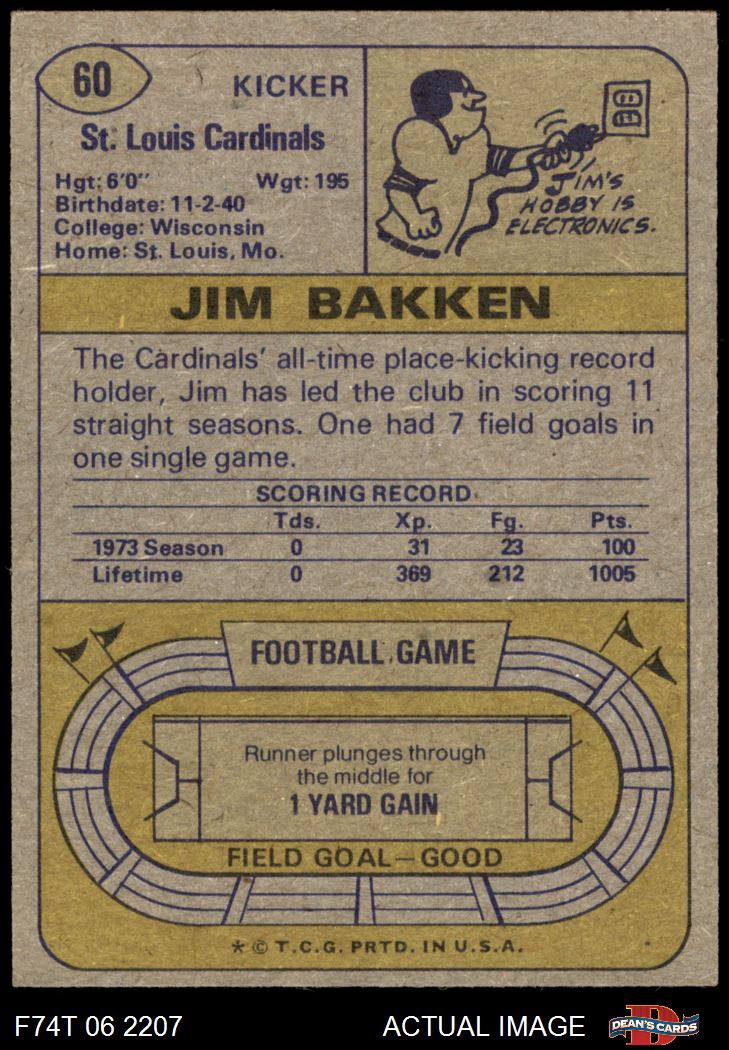 60
KICKER
St. Louis Cardinals
Hgt: 6'0" Wgt: 195
Birthdate: 11-2-40
College: Wisconsin
Home: St. Louis, Mo.
JIM'S
HOBBY IS
ELECTRONICS.
JIM BAKKEN
The Cardinals' all-time place-kicking record
holder, Jim has led the club in scoring 11
straight seasons. One had 7 field goals in
one single game.
SCORING RECORD
Tds. Xp. Fg. Pts.
1973 Season 0 31 23 100
Lifetime 0 369 212 1005
FOOTBALL GAME
Runner plunges through
the middle for
1 YARD GAIN
FIELD GOAL—GOOD
* © T.C.G. PRTD. IN U.S.A.
F74T 06 2207 ACTUAL IMAGE
D
DEAN'S CARDS